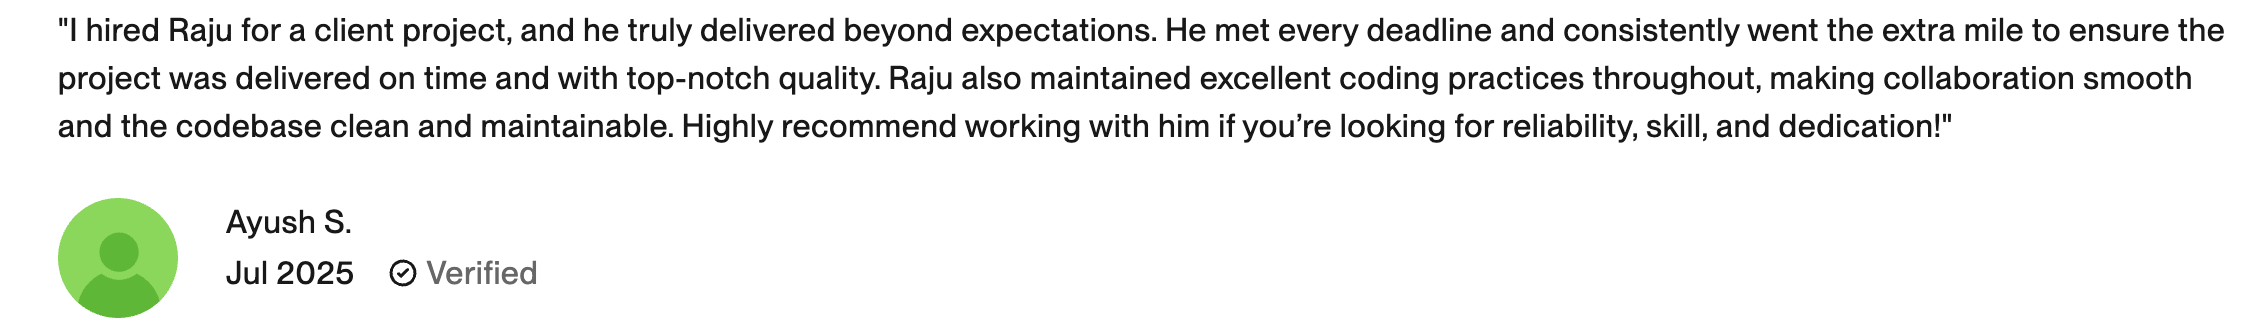 "I hired Raju for a client project, and he truly delivered beyond expectations. He met every deadline and consistently went the extra mile to ensure the
project was delivered on time and with top-notch quality. Raju also maintained excellent coding practices throughout, making collaboration smooth
and the codebase clean and maintainable. Highly recommend working with him if you’re looking for reliability, skill, and dedication!"
Ayush S.
Jul 2025 Verified